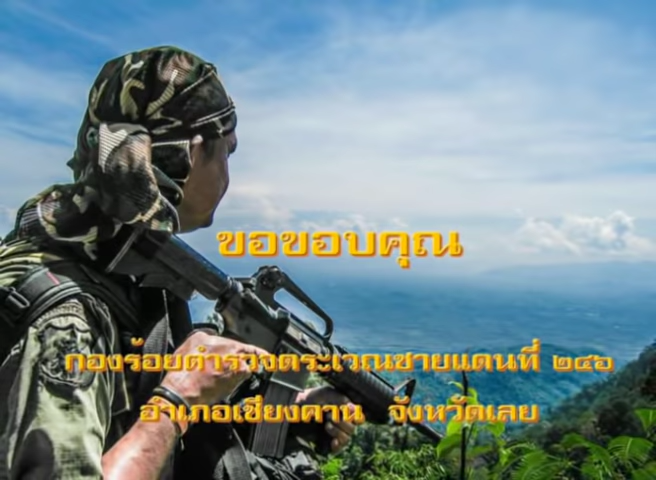 ขอขอบคุณ
กองร้อยตำรวจตระเวณชายแดนที่ ๒๔๖
อำเภอเชียงคาน จังหวัดเลย